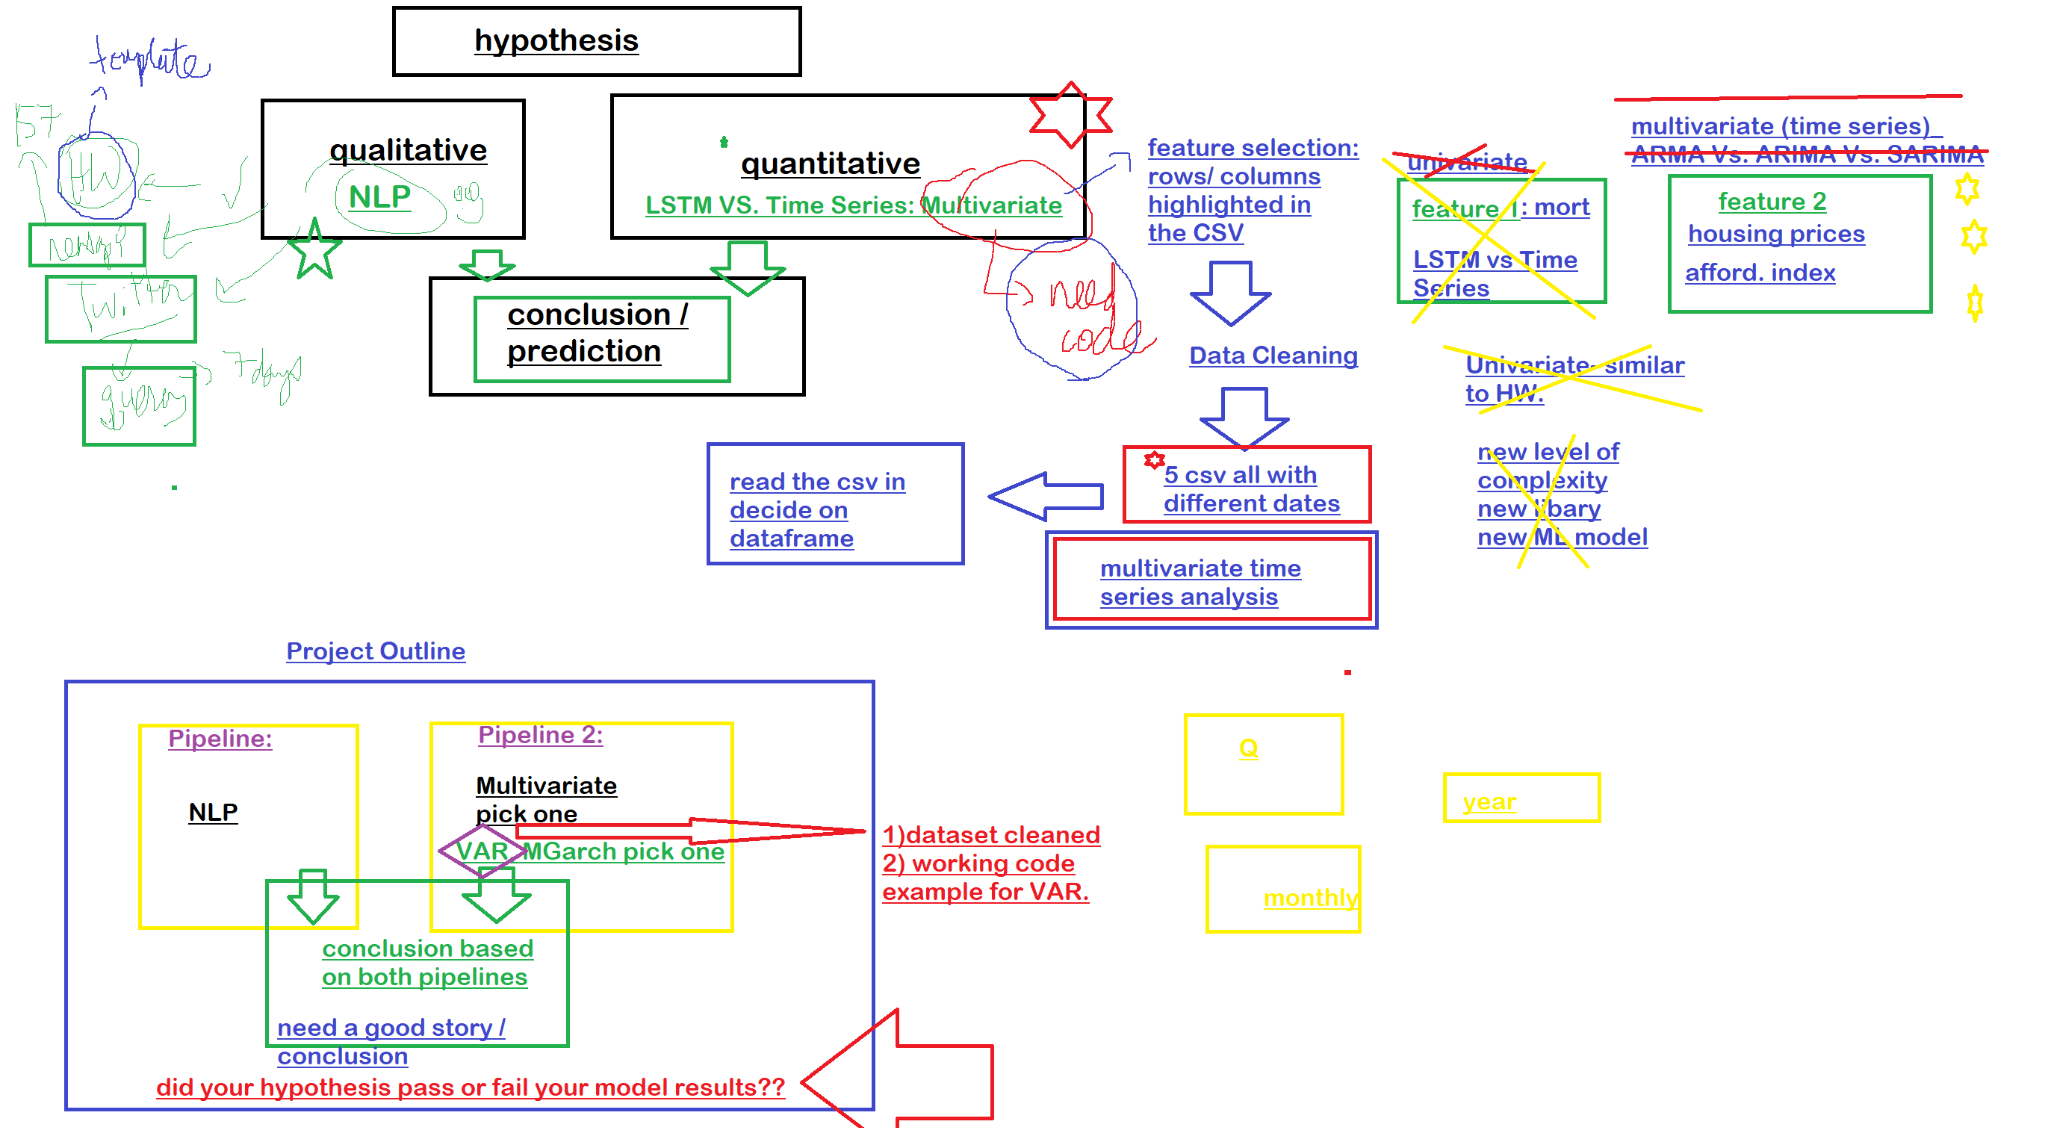 hypothesis
template
57
HW
qualitative
NLP
quantitative
LSTM VS. Time Series: Multivariate
Twitter
query
7 days
conclusion /
prediction
need
code
feature selection:
rows/ columns
highlighted in
the CSV
Data Cleaning
5 csv all with
different dates
read the csv in
decide on
dataframe
multivariate time
series analysis
univariate
feature 1: mort
LSTM vs Time
Series
multivariate (time series)_
ARMA Vs. ARIMA Vs. SARIMA
feature 2
housing prices
afford. index
Univariate- similar
to HW.
new level of
complexity
new libary
new ML model
Project Outline
Pipeline:
NLP
Pipeline 2:
Multivariate
pick one
VAR, MGarch pick one
1)dataset cleaned
2) working code
example for VAR.
conclusion based
on both pipelines
need a good story /
conclusion
did your hypothesis pass or fail your model results??
Q
year
monthly